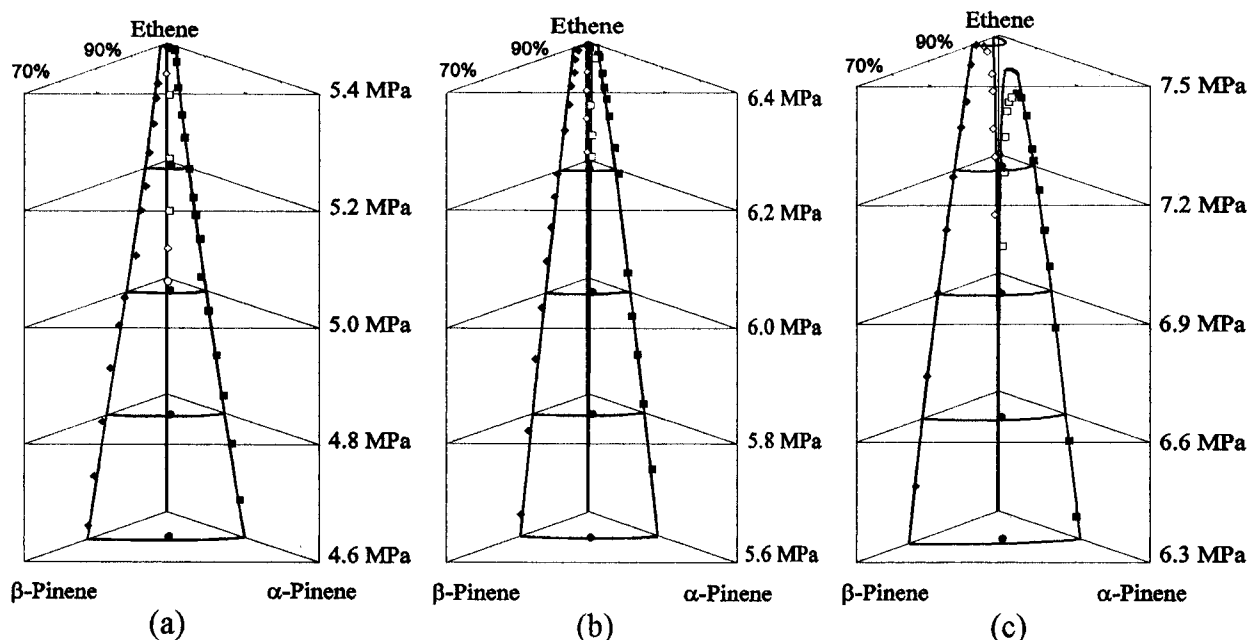 Ethene
90%
70%
5.4 MPa
5.2 MPa
5.0 MPa
4.8 MPa
4.6 MPa
β-Pinene
α-Pinene
(a)
Ethene
90%
70%
6.4 MPa
6.2 MPa
6.0 MPa
5.8 MPa
5.6 MPa
β-Pinene
α-Pinene
(b)
Ethene
90%
70%
7.5 MPa
7.2 MPa
6.9 MPa
6.6 MPa
6.3 MPa
β-Pinene
α-Pinene
(c)